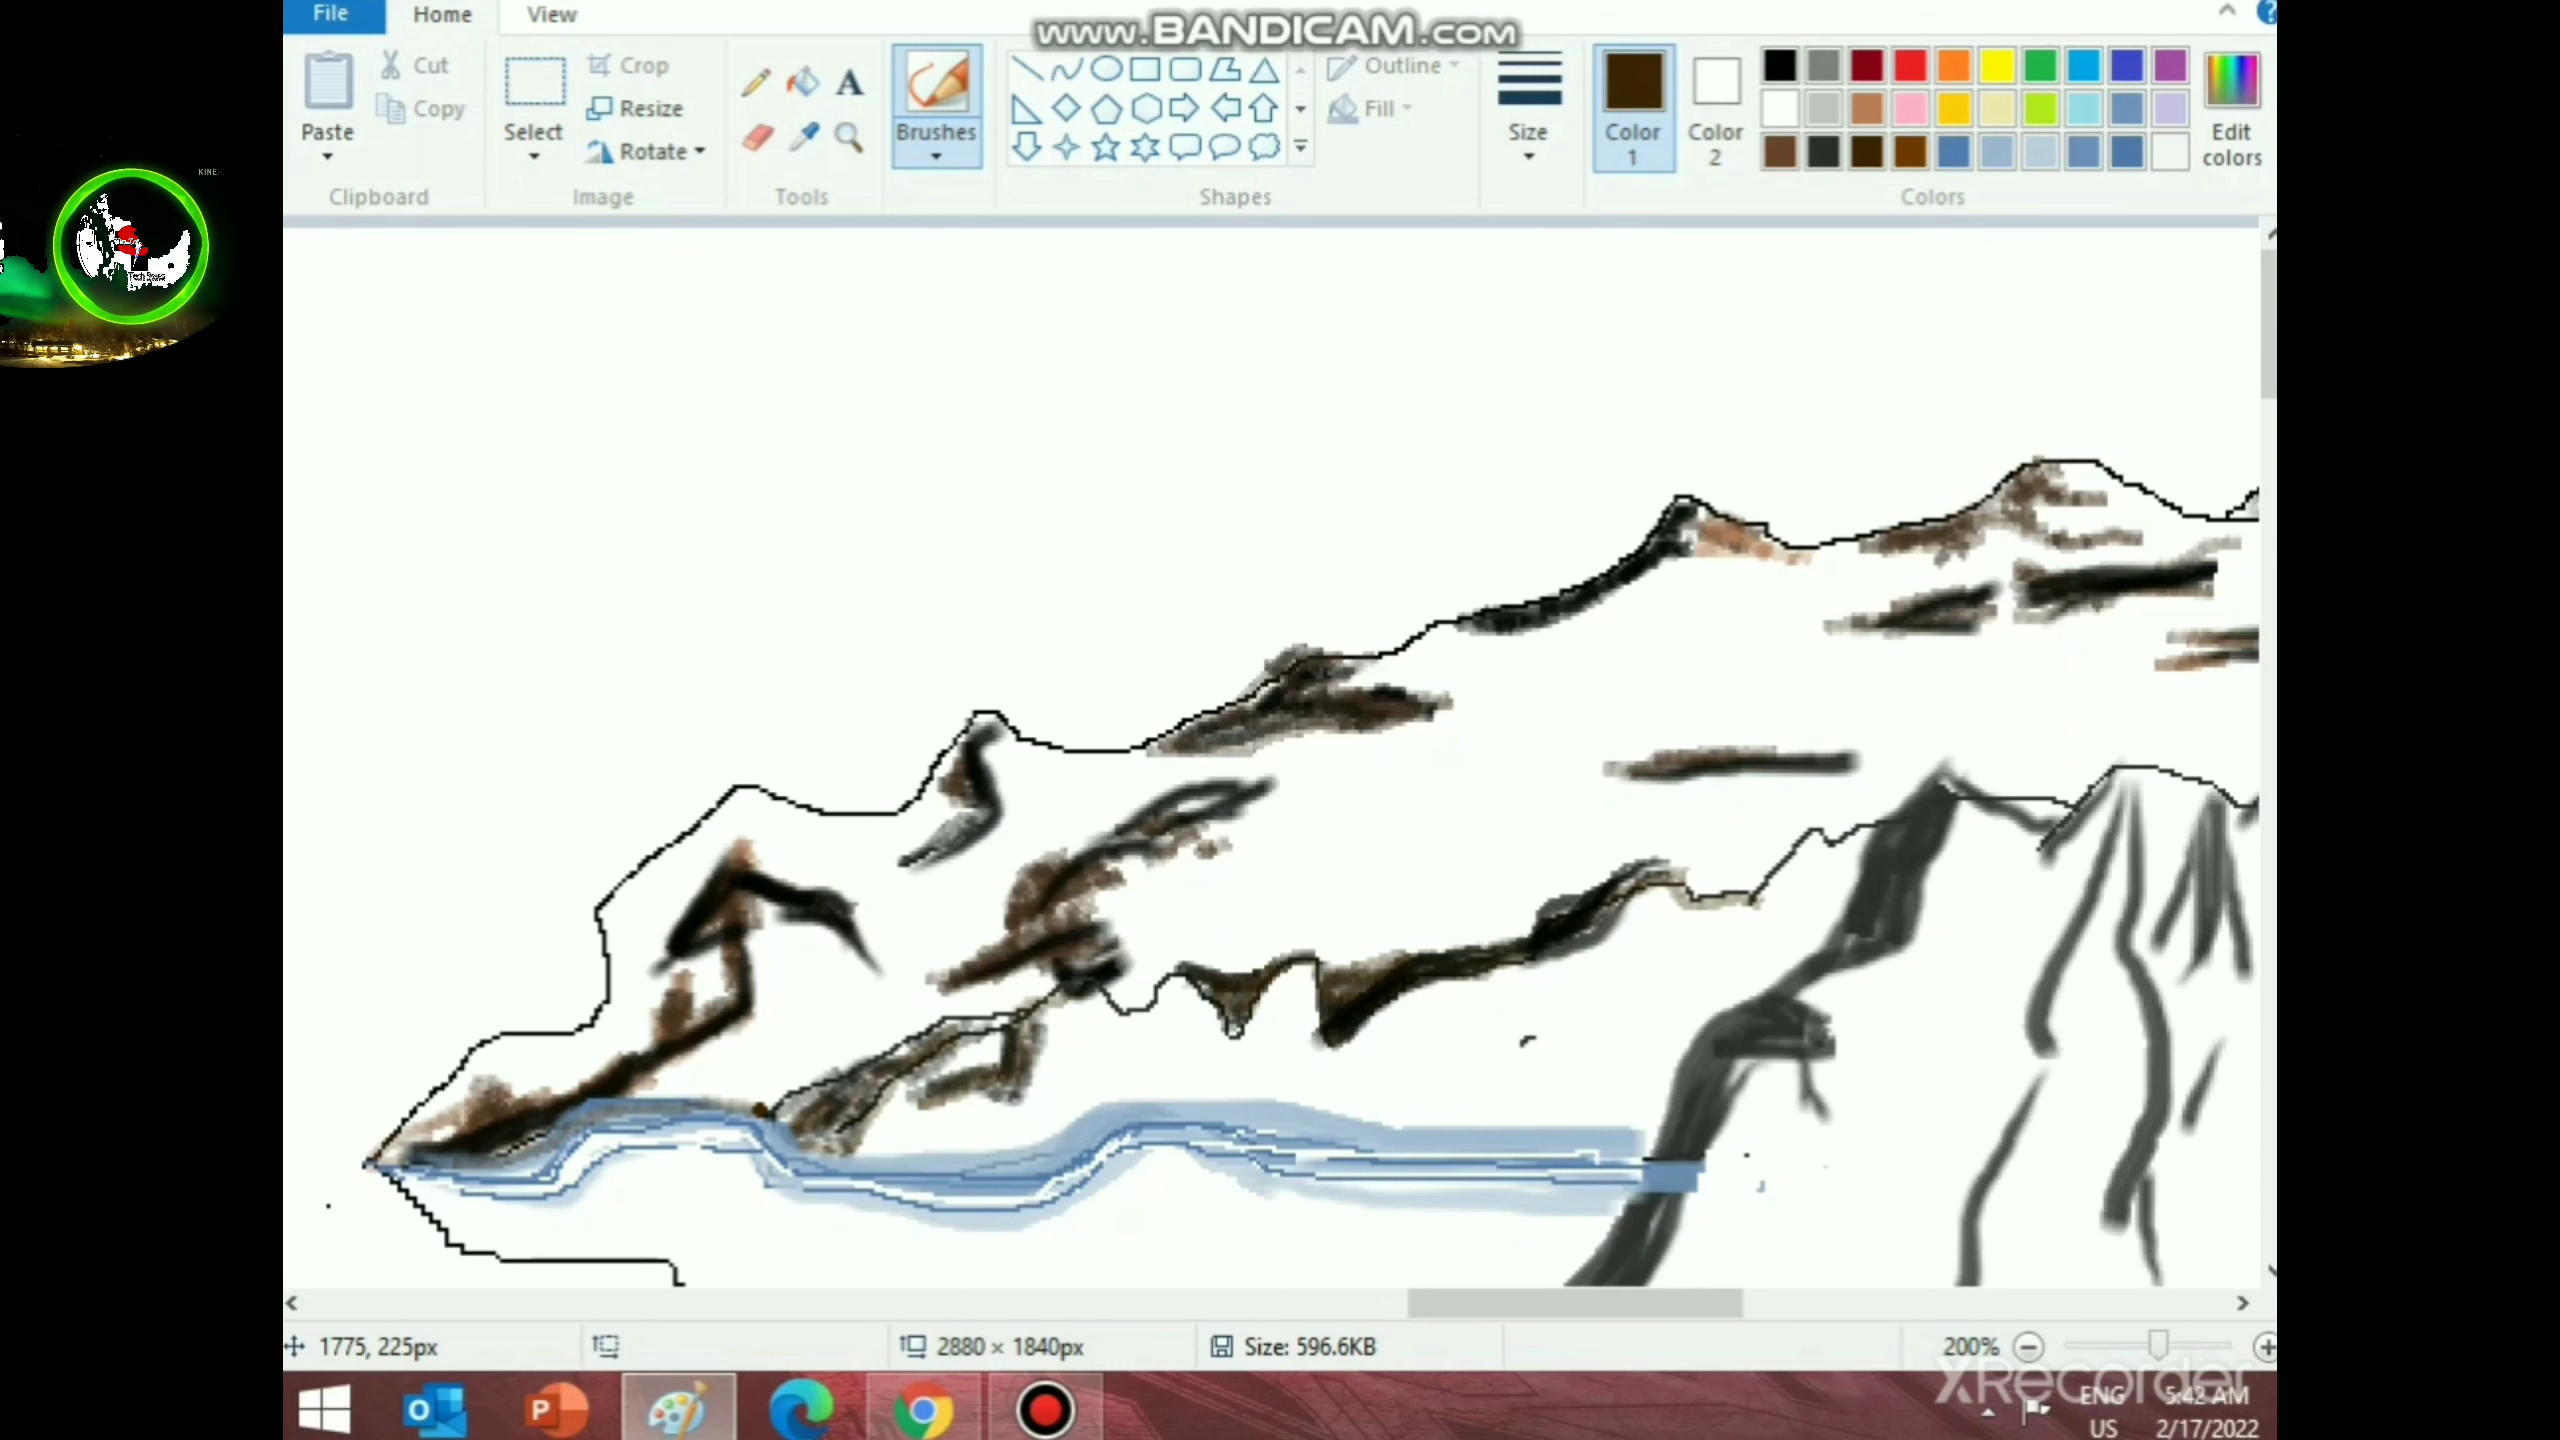 File Home View
www.BANDICAM.com
KINE
Tech
Paste
Cut
Copy
Clipboard
Select
Crop
Resize
Rotate
Image
A
Tools
Brushes
Outline
Fill
Shapes
Size
Color
1
Color
2
Edit
colors
Colors
1775, 225px
2880 × 1840px
Size: 596.6KB
200%
XRecorder
ENG
US
5:42 AM
2/17/2022